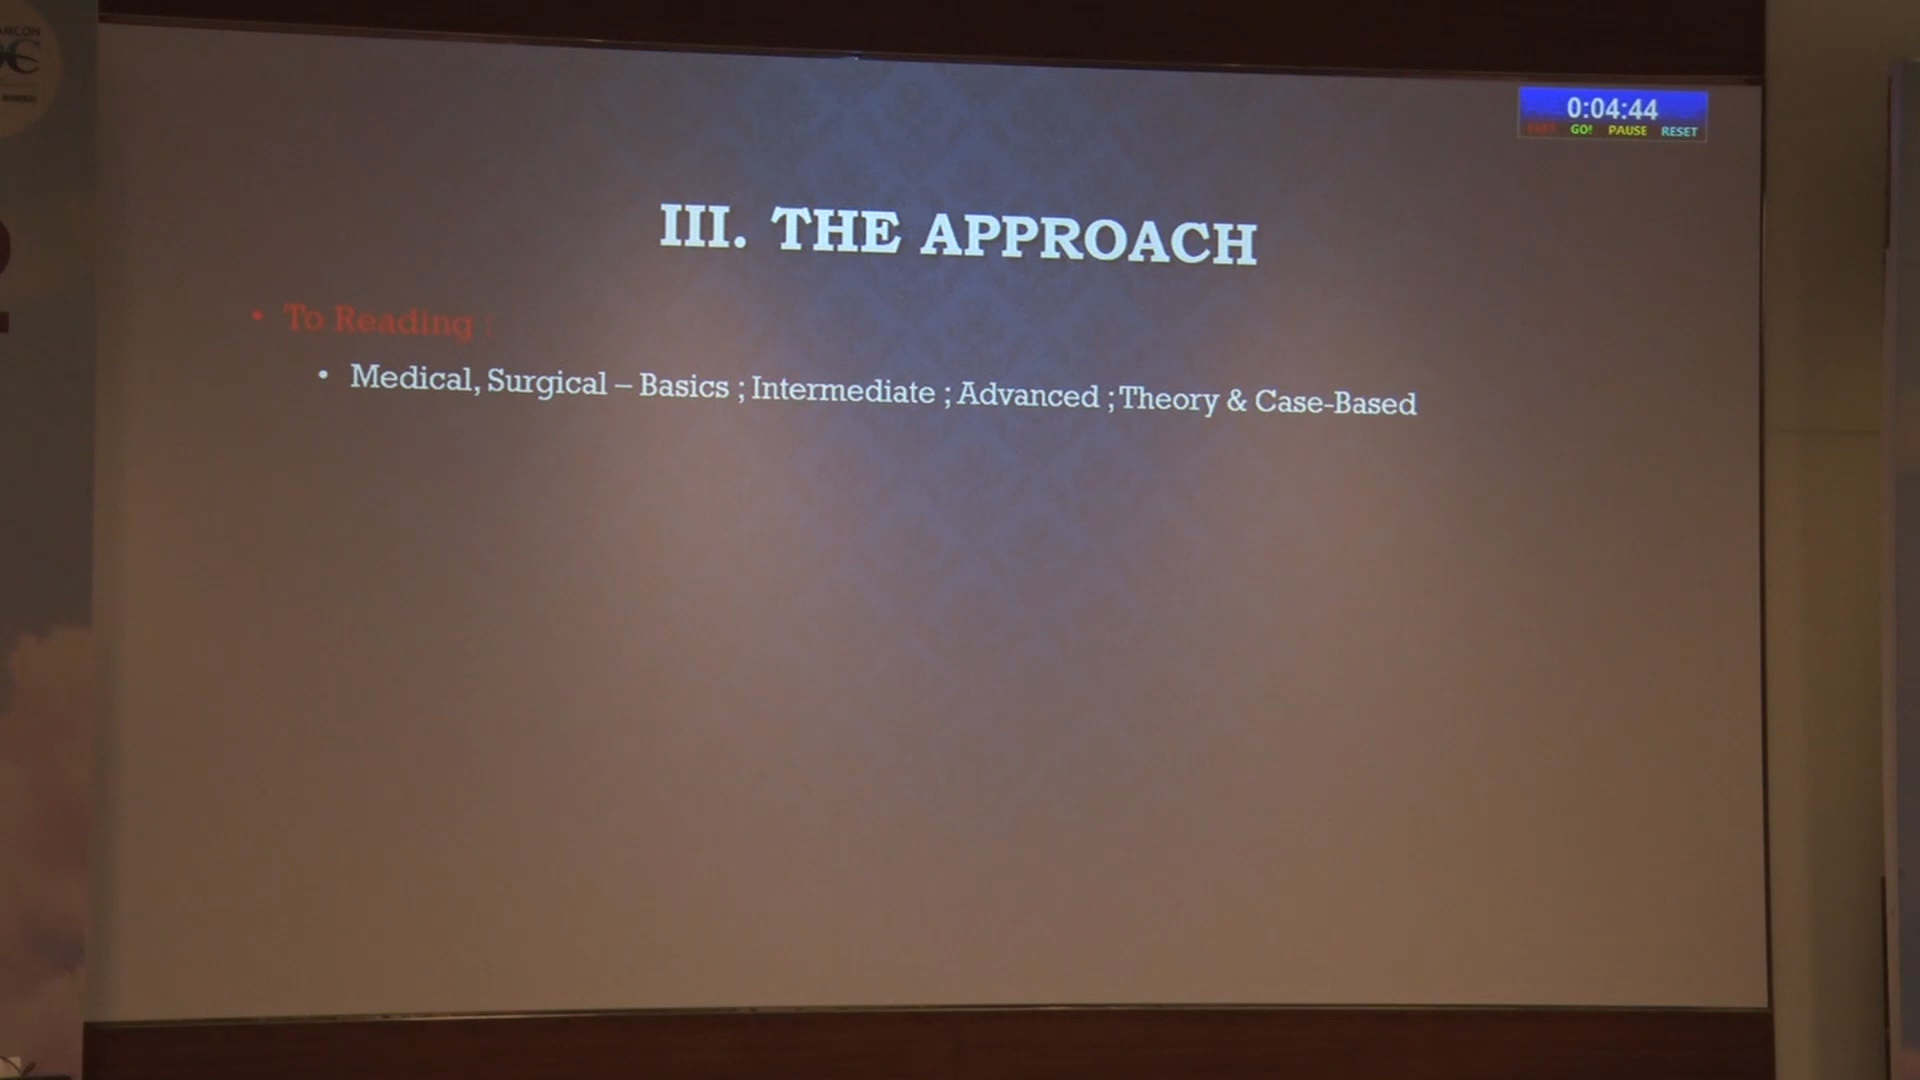 0:04:44
GO! PAUSE RESET
III. THE APPROACH
• To Reading :
• Medical, Surgical – Basics ; Intermediate ; Advanced ; Theory & Case-Based